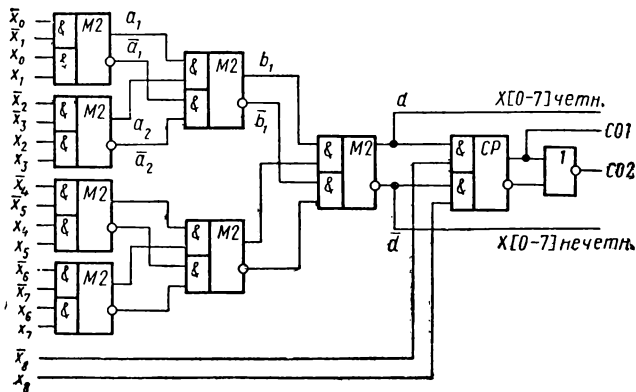 x̄₀ & M2 a₁
x̄₁ ā₁
x₀ & & M2 b₁
x₁ & b̄₁
x̄₂ & M2 a₂ d X[0-7] четн.
x̄₃ ā₂
x₂ & & M2 & CP CO1
x₃ & d̄ & 1 CO2
x̄₄ & M2
x̄₅
x₄ & & M2 X[0-7] нечетн.
x₅ &
x̄₆ & M2
x̄₇
x₆ &
x₇
x̄₈
x₈